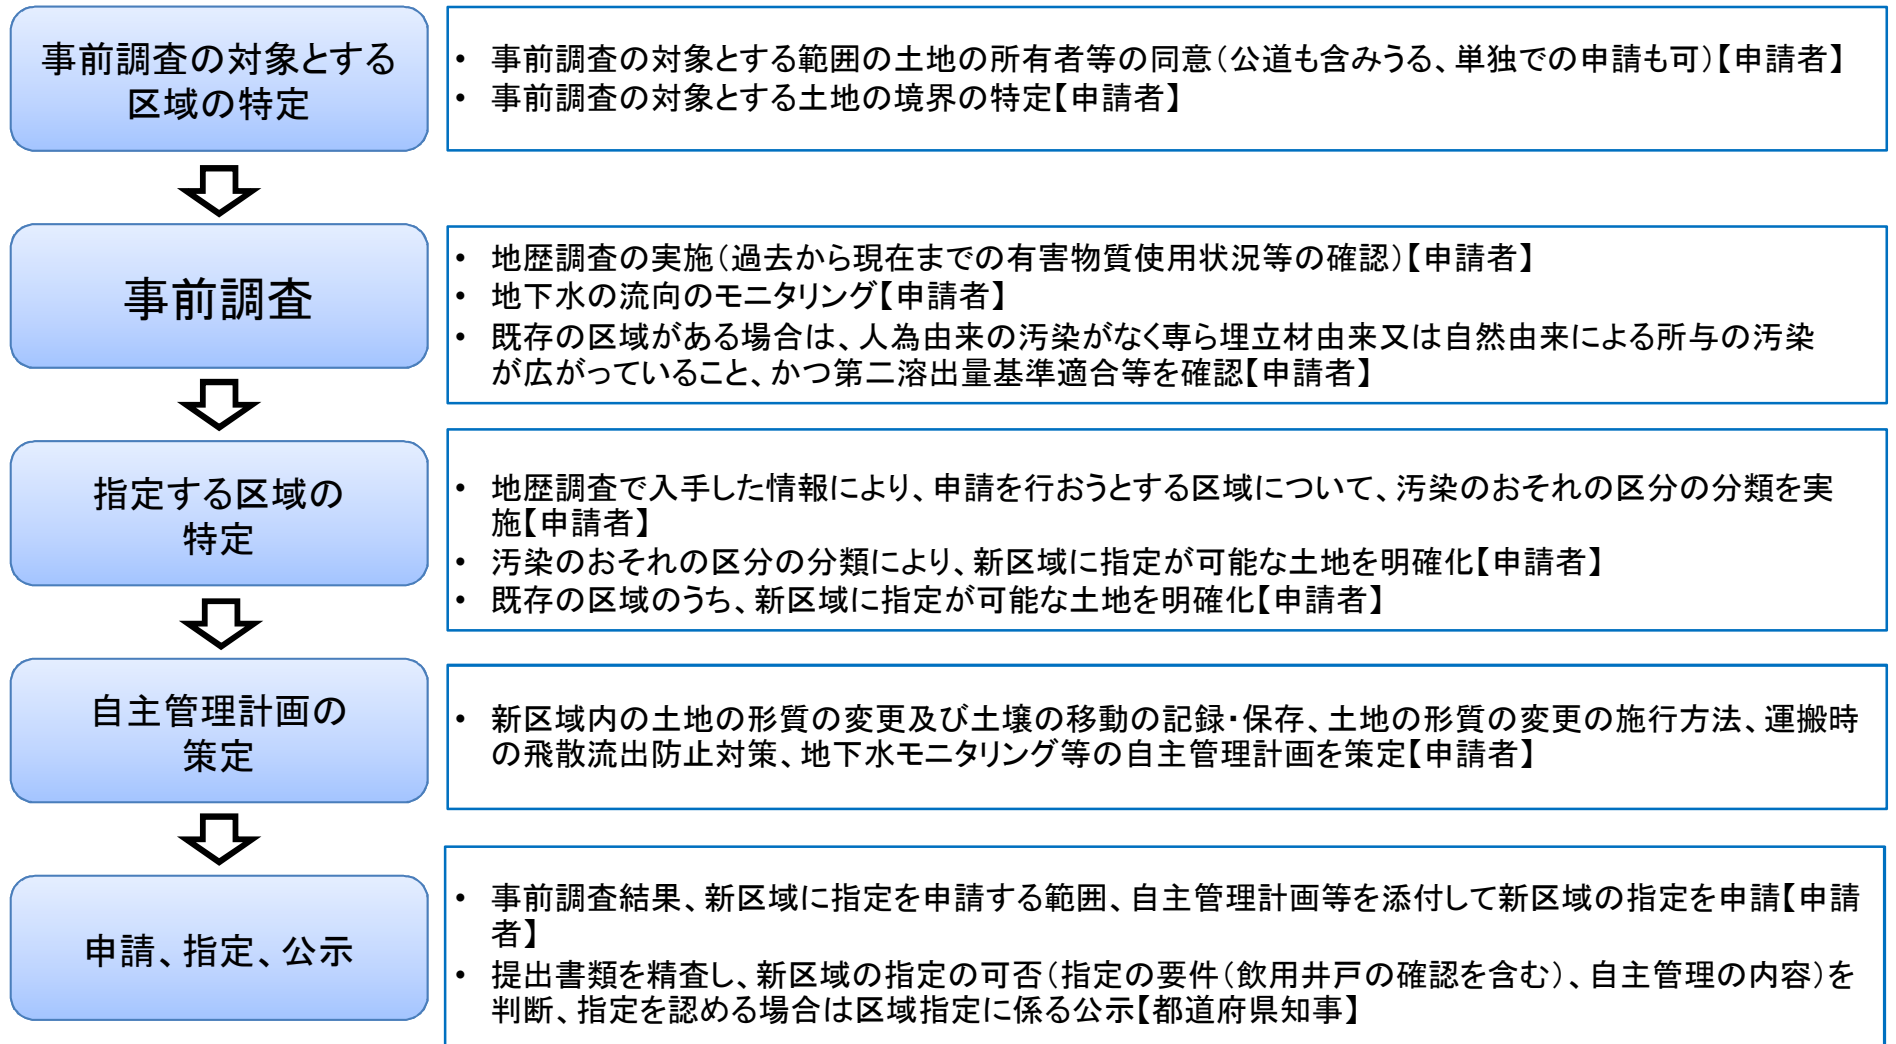 事前調査の対象とする
区域の特定
• 事前調査の対象とする範囲の土地の所有者等の同意(公道も含みうる、単独での申請も可)【申請者】
• 事前調査の対象とする土地の境界の特定【申請者】
事前調査
• 地歴調査の実施(過去から現在までの有害物質使用状況等の確認)【申請者】
• 地下水の流向のモニタリング【申請者】
• 既存の区域がある場合は、人為由来の汚染がなく専ら埋立材由来又は自然由来による所与の汚染
が広がっていること、かつ第二溶出量基準適合等を確認【申請者】
指定する区域の
特定
• 地歴調査で入手した情報により、申請を行おうとする区域について、汚染のおそれの区分の分類を実
施【申請者】
• 汚染のおそれの区分の分類により、新区域に指定が可能な土地を明確化【申請者】
• 既存の区域のうち、新区域に指定が可能な土地を明確化【申請者】
自主管理計画の
策定
• 新区域内の土地の形質の変更及び土壌の移動の記録・保存、土地の形質の変更の施行方法、運搬時
の飛散流出防止対策、地下水モニタリング等の自主管理計画を策定【申請者】
申請、指定、公示
• 事前調査結果、新区域に指定を申請する範囲、自主管理計画等を添付して新区域の指定を申請【申請
者】
• 提出書類を精査し、新区域の指定の可否(指定の要件(飲用井戸の確認を含む)、自主管理の内容)を
判断、指定を認める場合は区域指定に係る公示【都道府県知事】